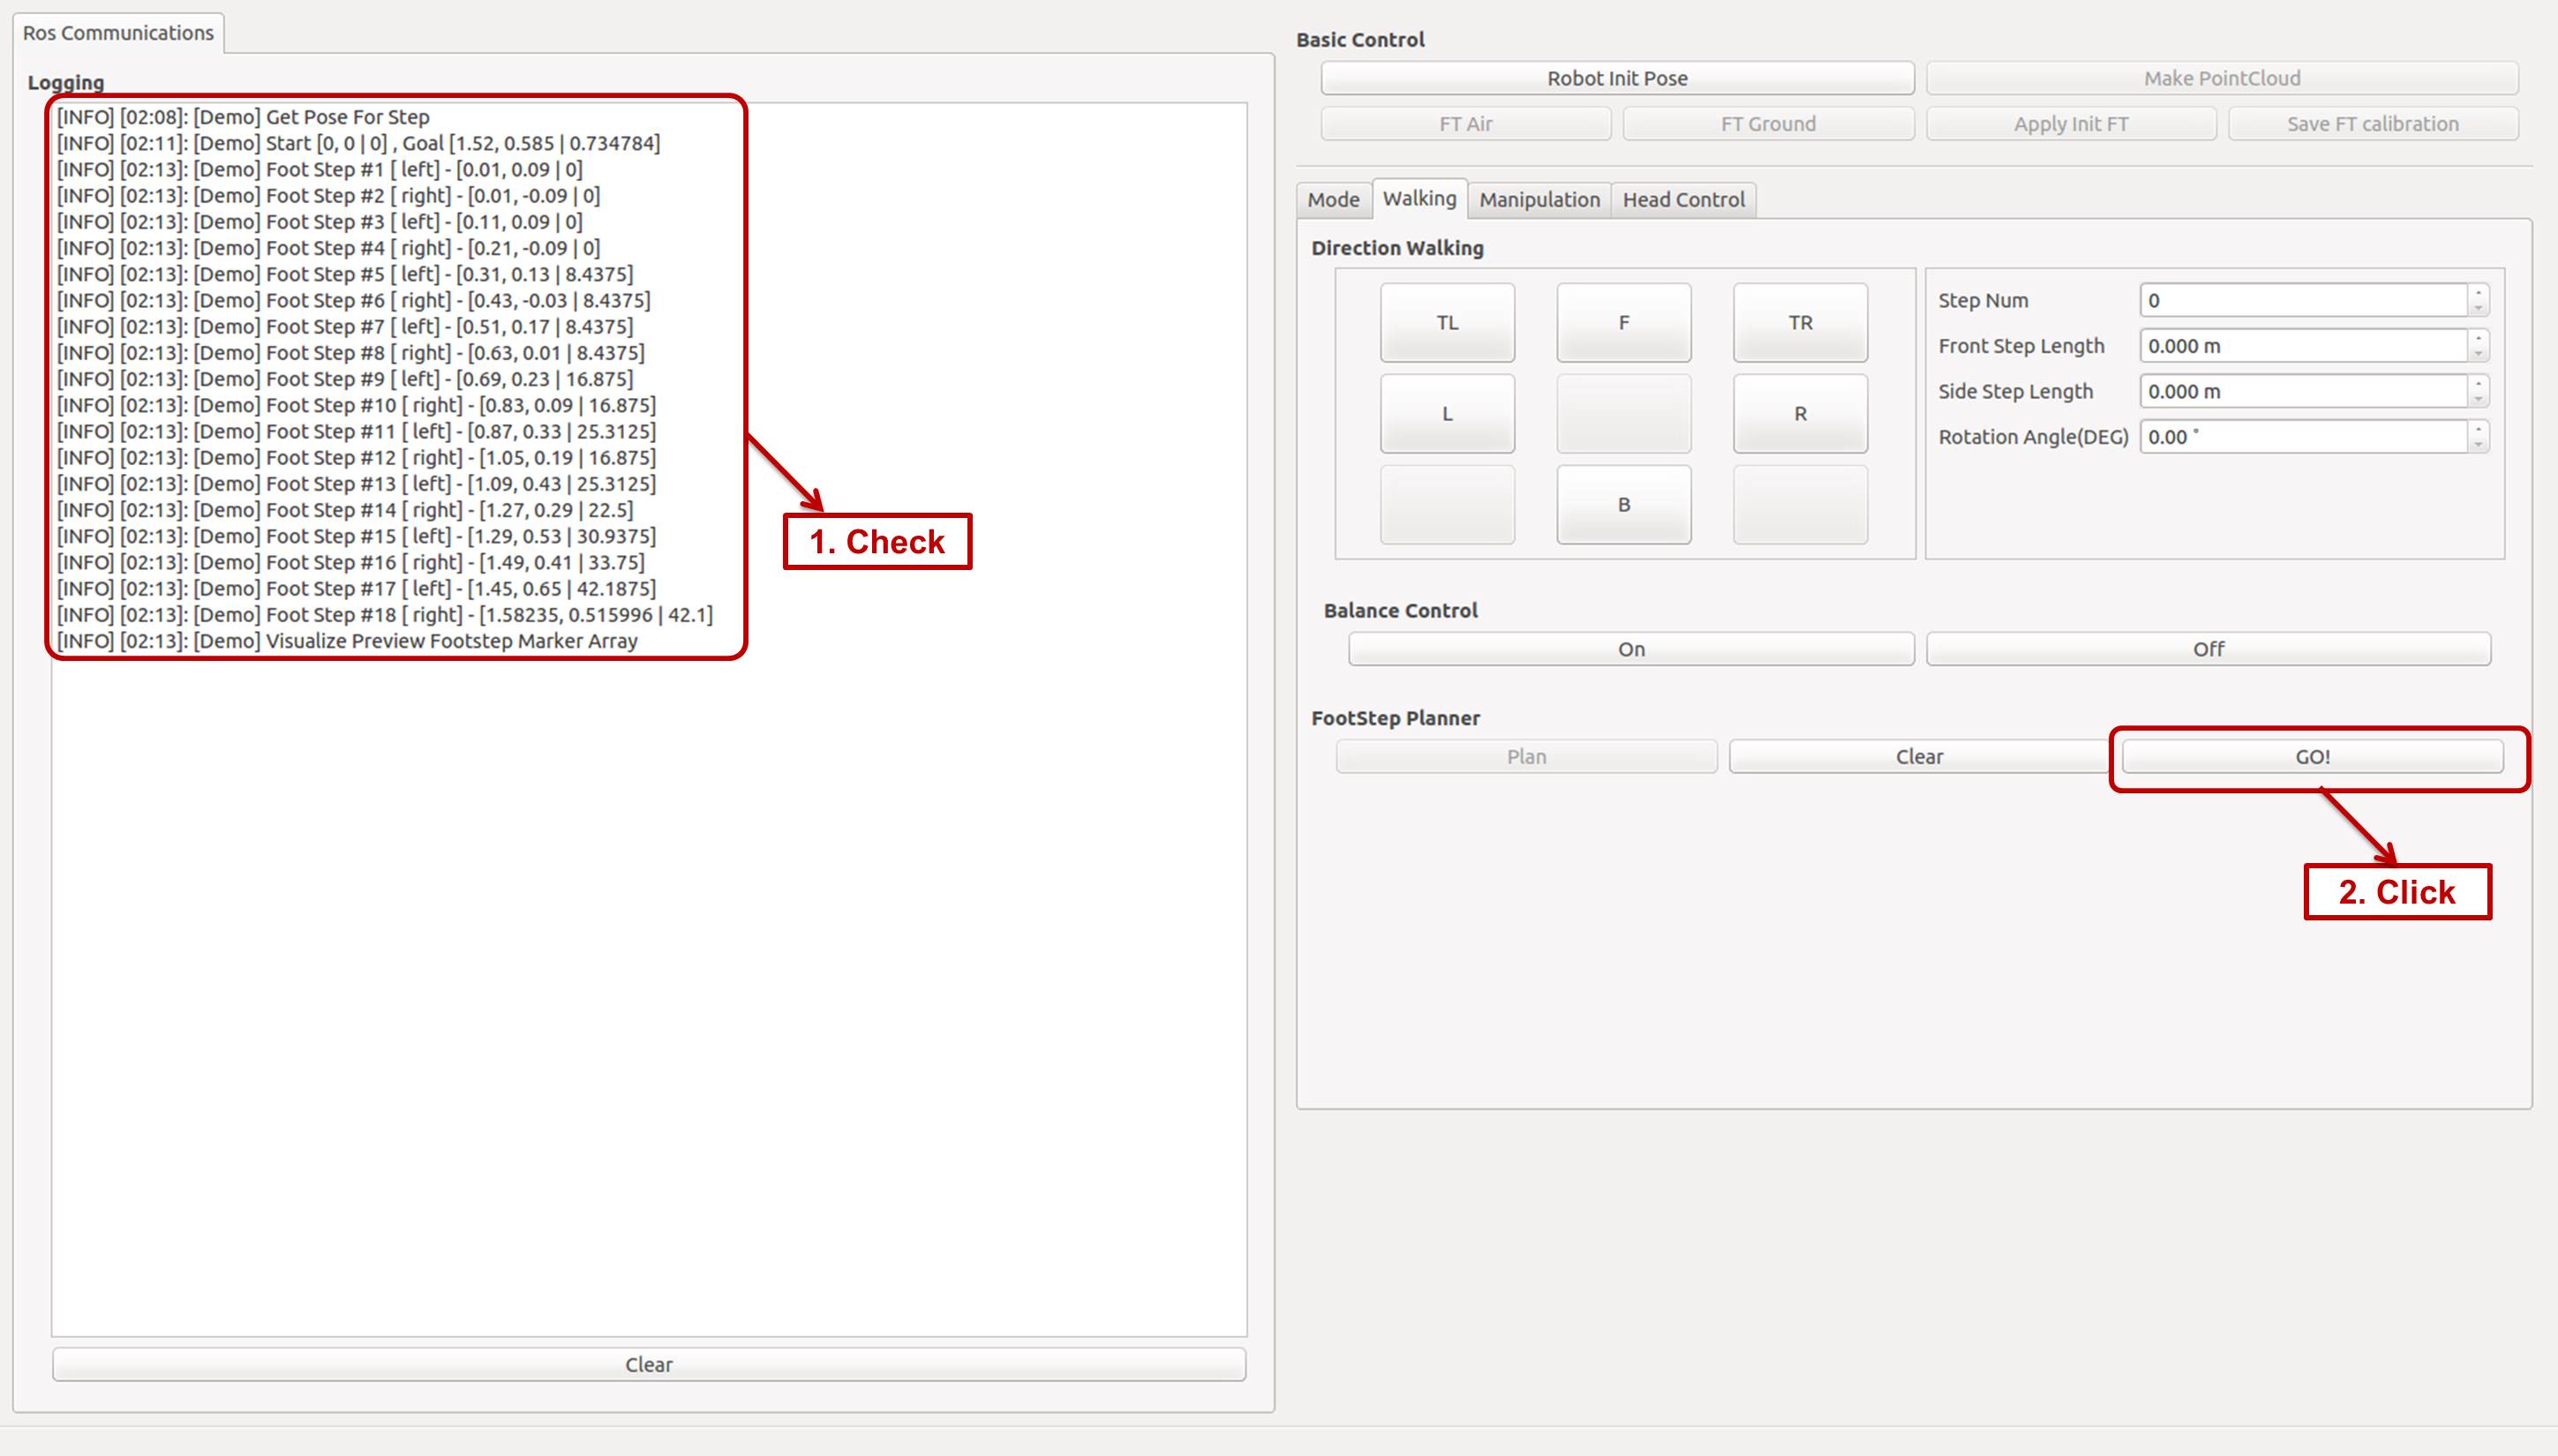 Ros Communications
Logging
[INFO] [02:08]: [Demo] Get Pose For Step
[INFO] [02:11]: [Demo] Start [0, 0 | 0] , Goal [1.52, 0.585 | 0.734784]
[INFO] [02:13]: [Demo] Foot Step #1 [ left] - [0.01, 0.09 | 0]
[INFO] [02:13]: [Demo] Foot Step #2 [ right] - [0.01, -0.09 | 0]
[INFO] [02:13]: [Demo] Foot Step #3 [ left] - [0.11, 0.09 | 0]
[INFO] [02:13]: [Demo] Foot Step #4 [ right] - [0.21, -0.09 | 0]
[INFO] [02:13]: [Demo] Foot Step #5 [ left] - [0.31, 0.13 | 8.4375]
[INFO] [02:13]: [Demo] Foot Step #6 [ right] - [0.43, -0.03 | 8.4375]
[INFO] [02:13]: [Demo] Foot Step #7 [ left] - [0.51, 0.17 | 8.4375]
[INFO] [02:13]: [Demo] Foot Step #8 [ right] - [0.63, 0.01 | 8.4375]
[INFO] [02:13]: [Demo] Foot Step #9 [ left] - [0.69, 0.23 | 16.875]
[INFO] [02:13]: [Demo] Foot Step #10 [ right] - [0.83, 0.09 | 16.875]
[INFO] [02:13]: [Demo] Foot Step #11 [ left] - [0.87, 0.33 | 25.3125]
[INFO] [02:13]: [Demo] Foot Step #12 [ right] - [1.05, 0.19 | 16.875]
[INFO] [02:13]: [Demo] Foot Step #13 [ left] - [1.09, 0.43 | 25.3125]
[INFO] [02:13]: [Demo] Foot Step #14 [ right] - [1.27, 0.29 | 22.5]
[INFO] [02:13]: [Demo] Foot Step #15 [ left] - [1.29, 0.53 | 30.9375]
[INFO] [02:13]: [Demo] Foot Step #16 [ right] - [1.49, 0.41 | 33.75]
[INFO] [02:13]: [Demo] Foot Step #17 [ left] - [1.45, 0.65 | 42.1875]
[INFO] [02:13]: [Demo] Foot Step #18 [ right] - [1.58235, 0.515996 | 42.1]
[INFO] [02:13]: [Demo] Visualize Preview Footstep Marker Array
1. Check
Clear
Basic Control
Robot Init Pose Make PointCloud
FT Air FT Ground Apply Init FT Save FT calibration
Mode Walking Manipulation Head Control
Direction Walking
TL F TR
L R
B
Step Num 0
Front Step Length 0.000 m
Side Step Length 0.000 m
Rotation Angle(DEG) 0.00 °
Balance Control
On Off
FootStep Planner
Plan Clear GO!
2. Click